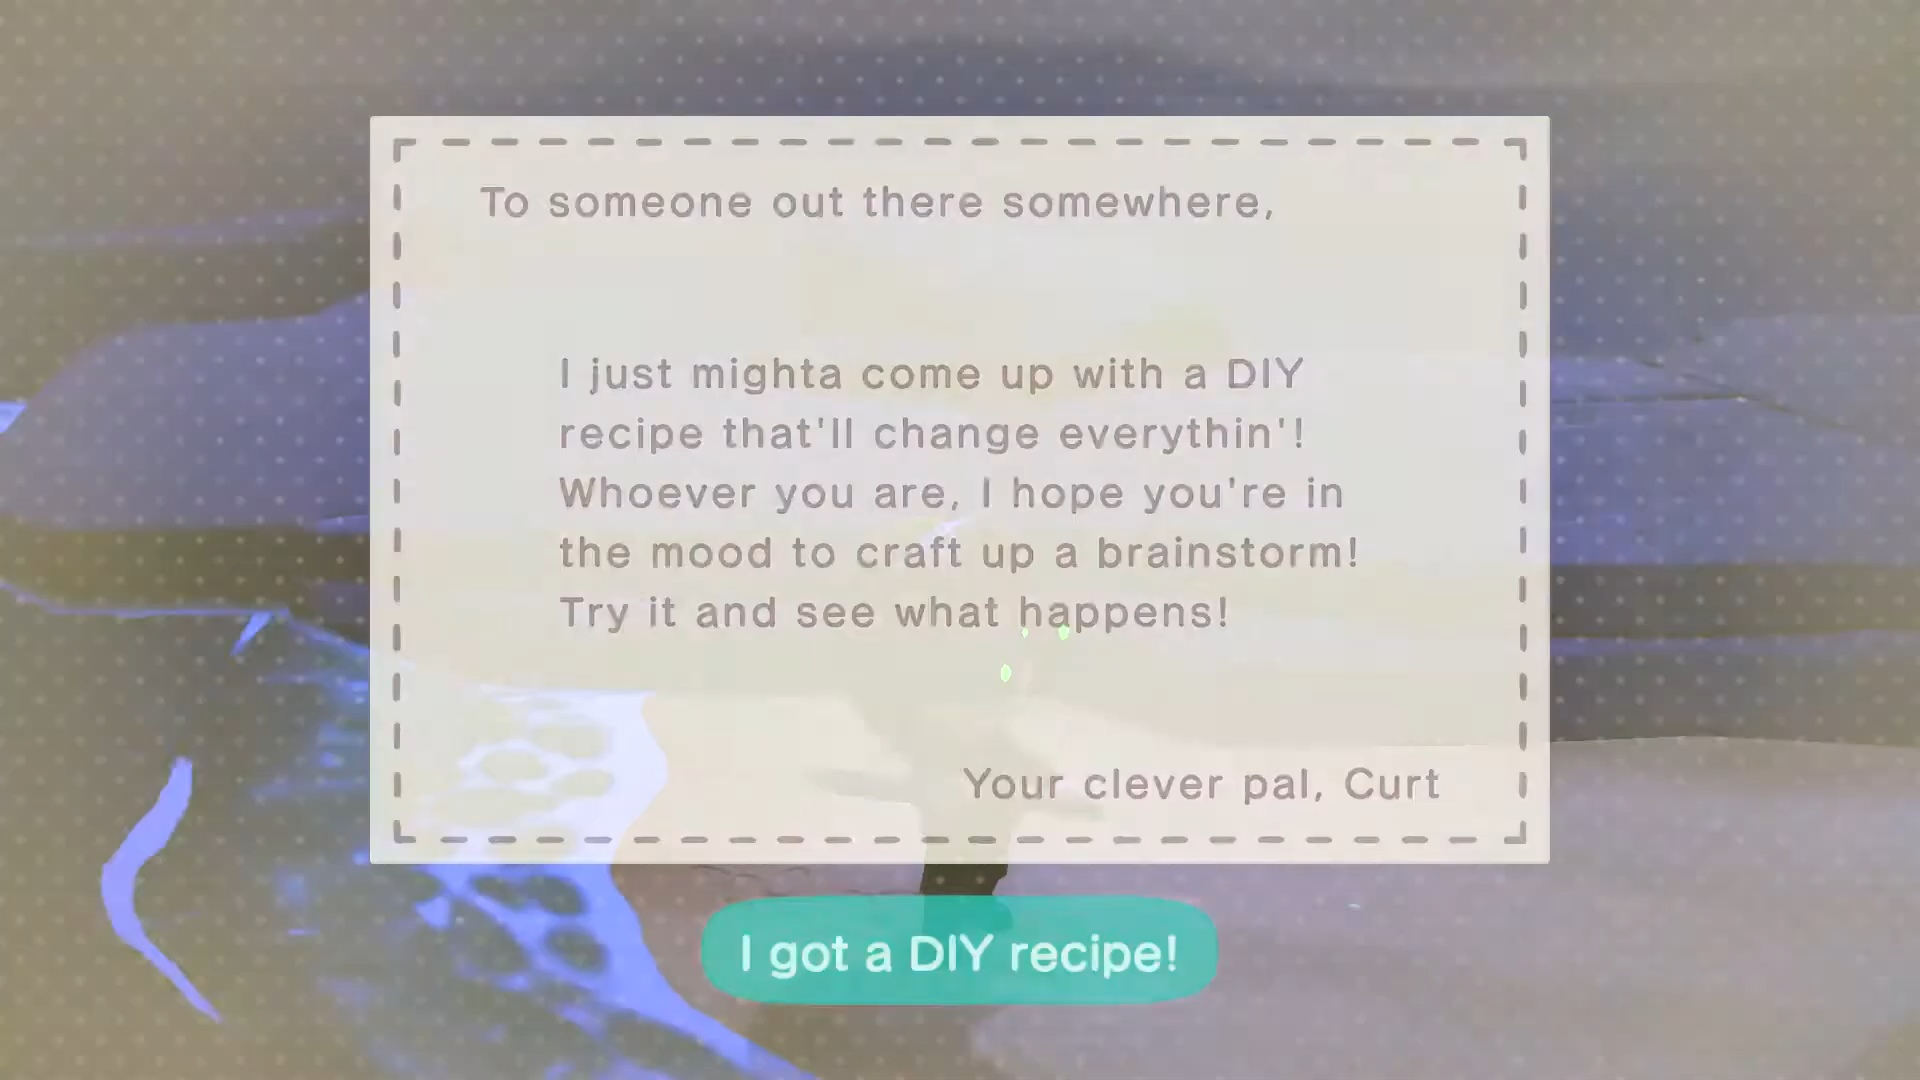 To someone out there somewhere,
I just mighta come up with a DIY
recipe that'll change everythin'!
Whoever you are, I hope you're in
the mood to craft up a brainstorm!
Try it and see what happens!
Your clever pal, Curt
I got a DIY recipe!